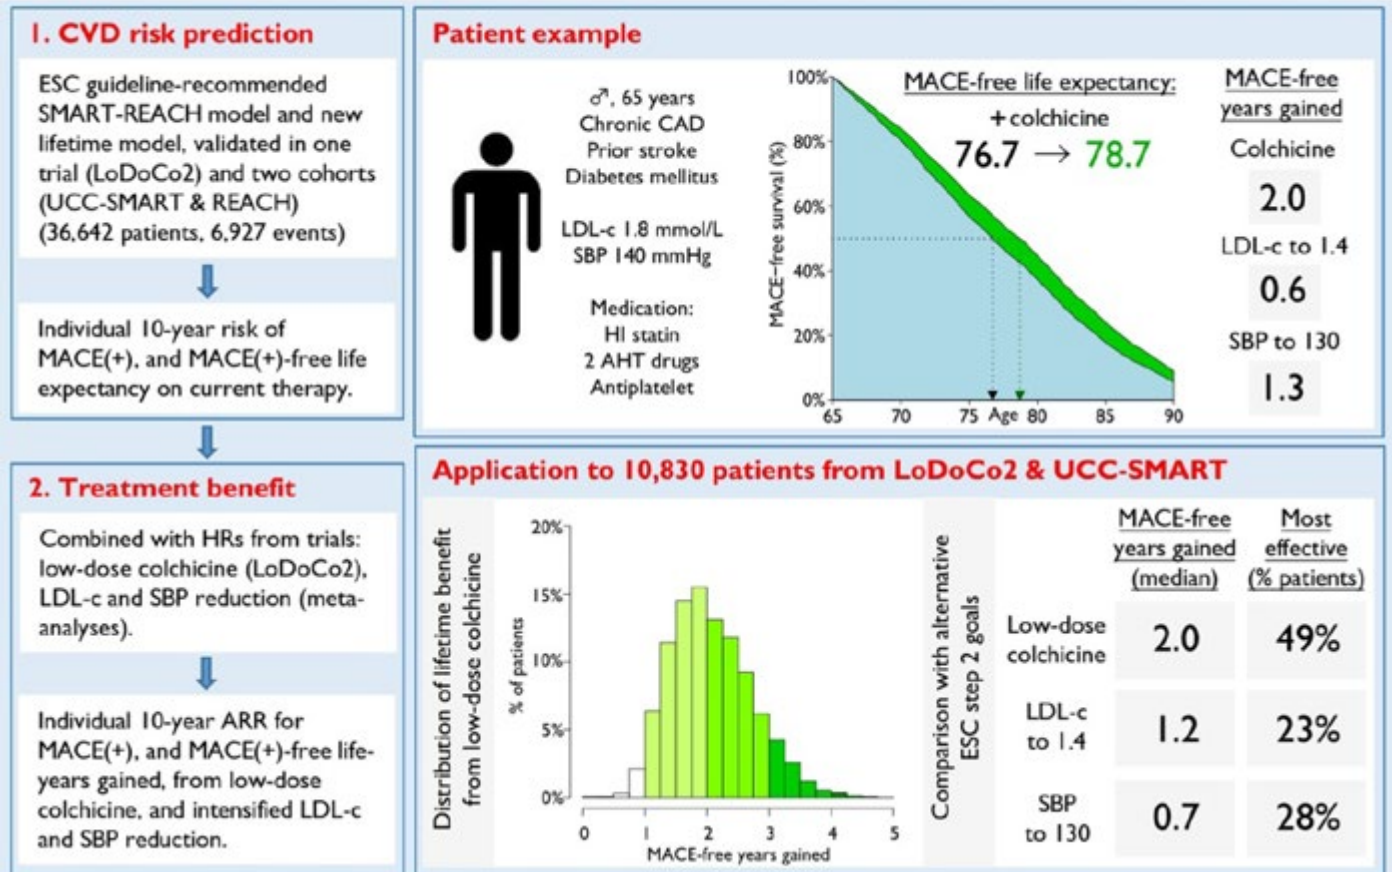 1. CVD risk prediction
ESC guideline-recommended
SMART-REACH model and new
lifetime model, validated in one
trial (LoDoCo2) and two cohorts
(UCC-SMART & REACH)
(36,642 patients, 6,927 events)
Individual 10-year risk of
MACE(+), and MACE(+)-free life
expectancy on current therapy.
2. Treatment benefit
Combined with HRs from trials:
low-dose colchicine (LoDoCo2),
LDL-c and SBP reduction (meta-
analyses).
Individual 10-year ARR for
MACE(+), and MACE(+)-free life-
years gained, from low-dose
colchicine, and intensified LDL-c
and SBP reduction.
Patient example
♂, 65 years
Chronic CAD
Prior stroke
Diabetes mellitus
LDL-c 1.8 mmol/L
SBP 140 mmHg
Medication:
HI statin
2 AHT drugs
Antiplatelet
MACE-free survival (%)
100%
80%
60%
40%
20%
0%
65 70 75 Age 80 85 90
MACE-free life expectancy:
+colchicine
76.7 → 78.7
MACE-free
years gained
Colchicine
2.0
LDL-c to 1.4
0.6
SBP to 130
1.3
Application to 10,830 patients from LoDoCo2 & UCC-SMART
Distribution of lifetime benefit
from low-dose colchicine
% of patients
20%
15%
10%
5%
0%
0 1 2 3 4 5
MACE-free years gained
Comparison with alternative
ESC step 2 goals
MACE-free
years gained
(median)
Most
effective
(% patients)
Low-dose
colchicine
2.0 49%
LDL-c
to 1.4
1.2 23%
SBP
to 130
0.7 28%